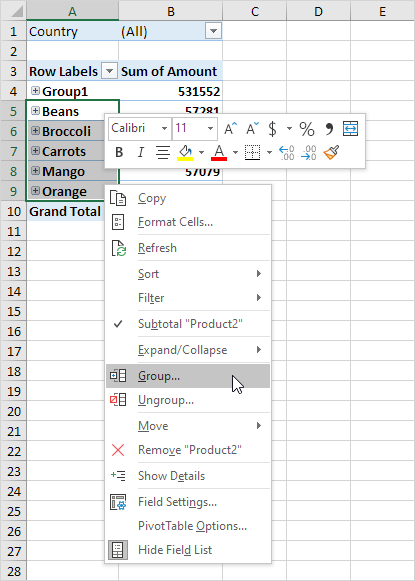 A B C D E
1 Country (All)
2
3 Row Labels Sum of Amount
4 Group1 531552
5 Beans 57281
6 Broccoli
7 Carrots
8 Mango 57079
9 Orange
10 Grand Total
11
12
13
14
15
16
17
18
19
20
21
22
23
24
25
26
27
28
Calibri 11 A A $ % ,
B I A .00 .0
Copy
Format Cells...
Refresh
Sort
Filter
Subtotal "Product2"
Expand/Collapse
Group...
Ungroup...
Move
Remove "Product2"
Show Details
Field Settings...
PivotTable Options...
Hide Field List